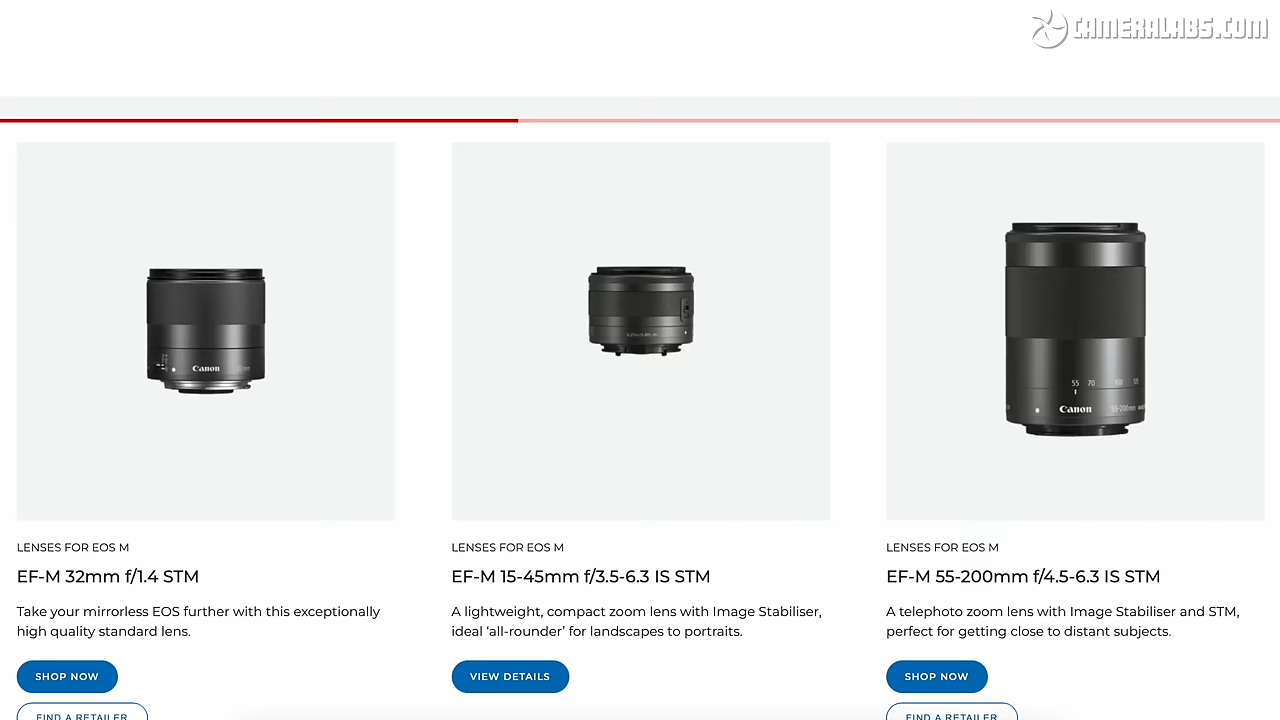 CAMERALABS.COM
Canon
55 70 100
Canon 55-200mm
LENSES FOR EOS M
EF-M 32mm f/1.4 STM
Take your mirrorless EOS further with this exceptionally
high quality standard lens.
SHOP NOW
FIND A RETAILER
LENSES FOR EOS M
EF-M 15-45mm f/3.5-6.3 IS STM
A lightweight, compact zoom lens with Image Stabiliser,
ideal ‘all-rounder’ for landscapes to portraits.
VIEW DETAILS
LENSES FOR EOS M
EF-M 55-200mm f/4.5-6.3 IS STM
A telephoto zoom lens with Image Stabiliser and STM,
perfect for getting close to distant subjects.
SHOP NOW
FIND A RETAILER